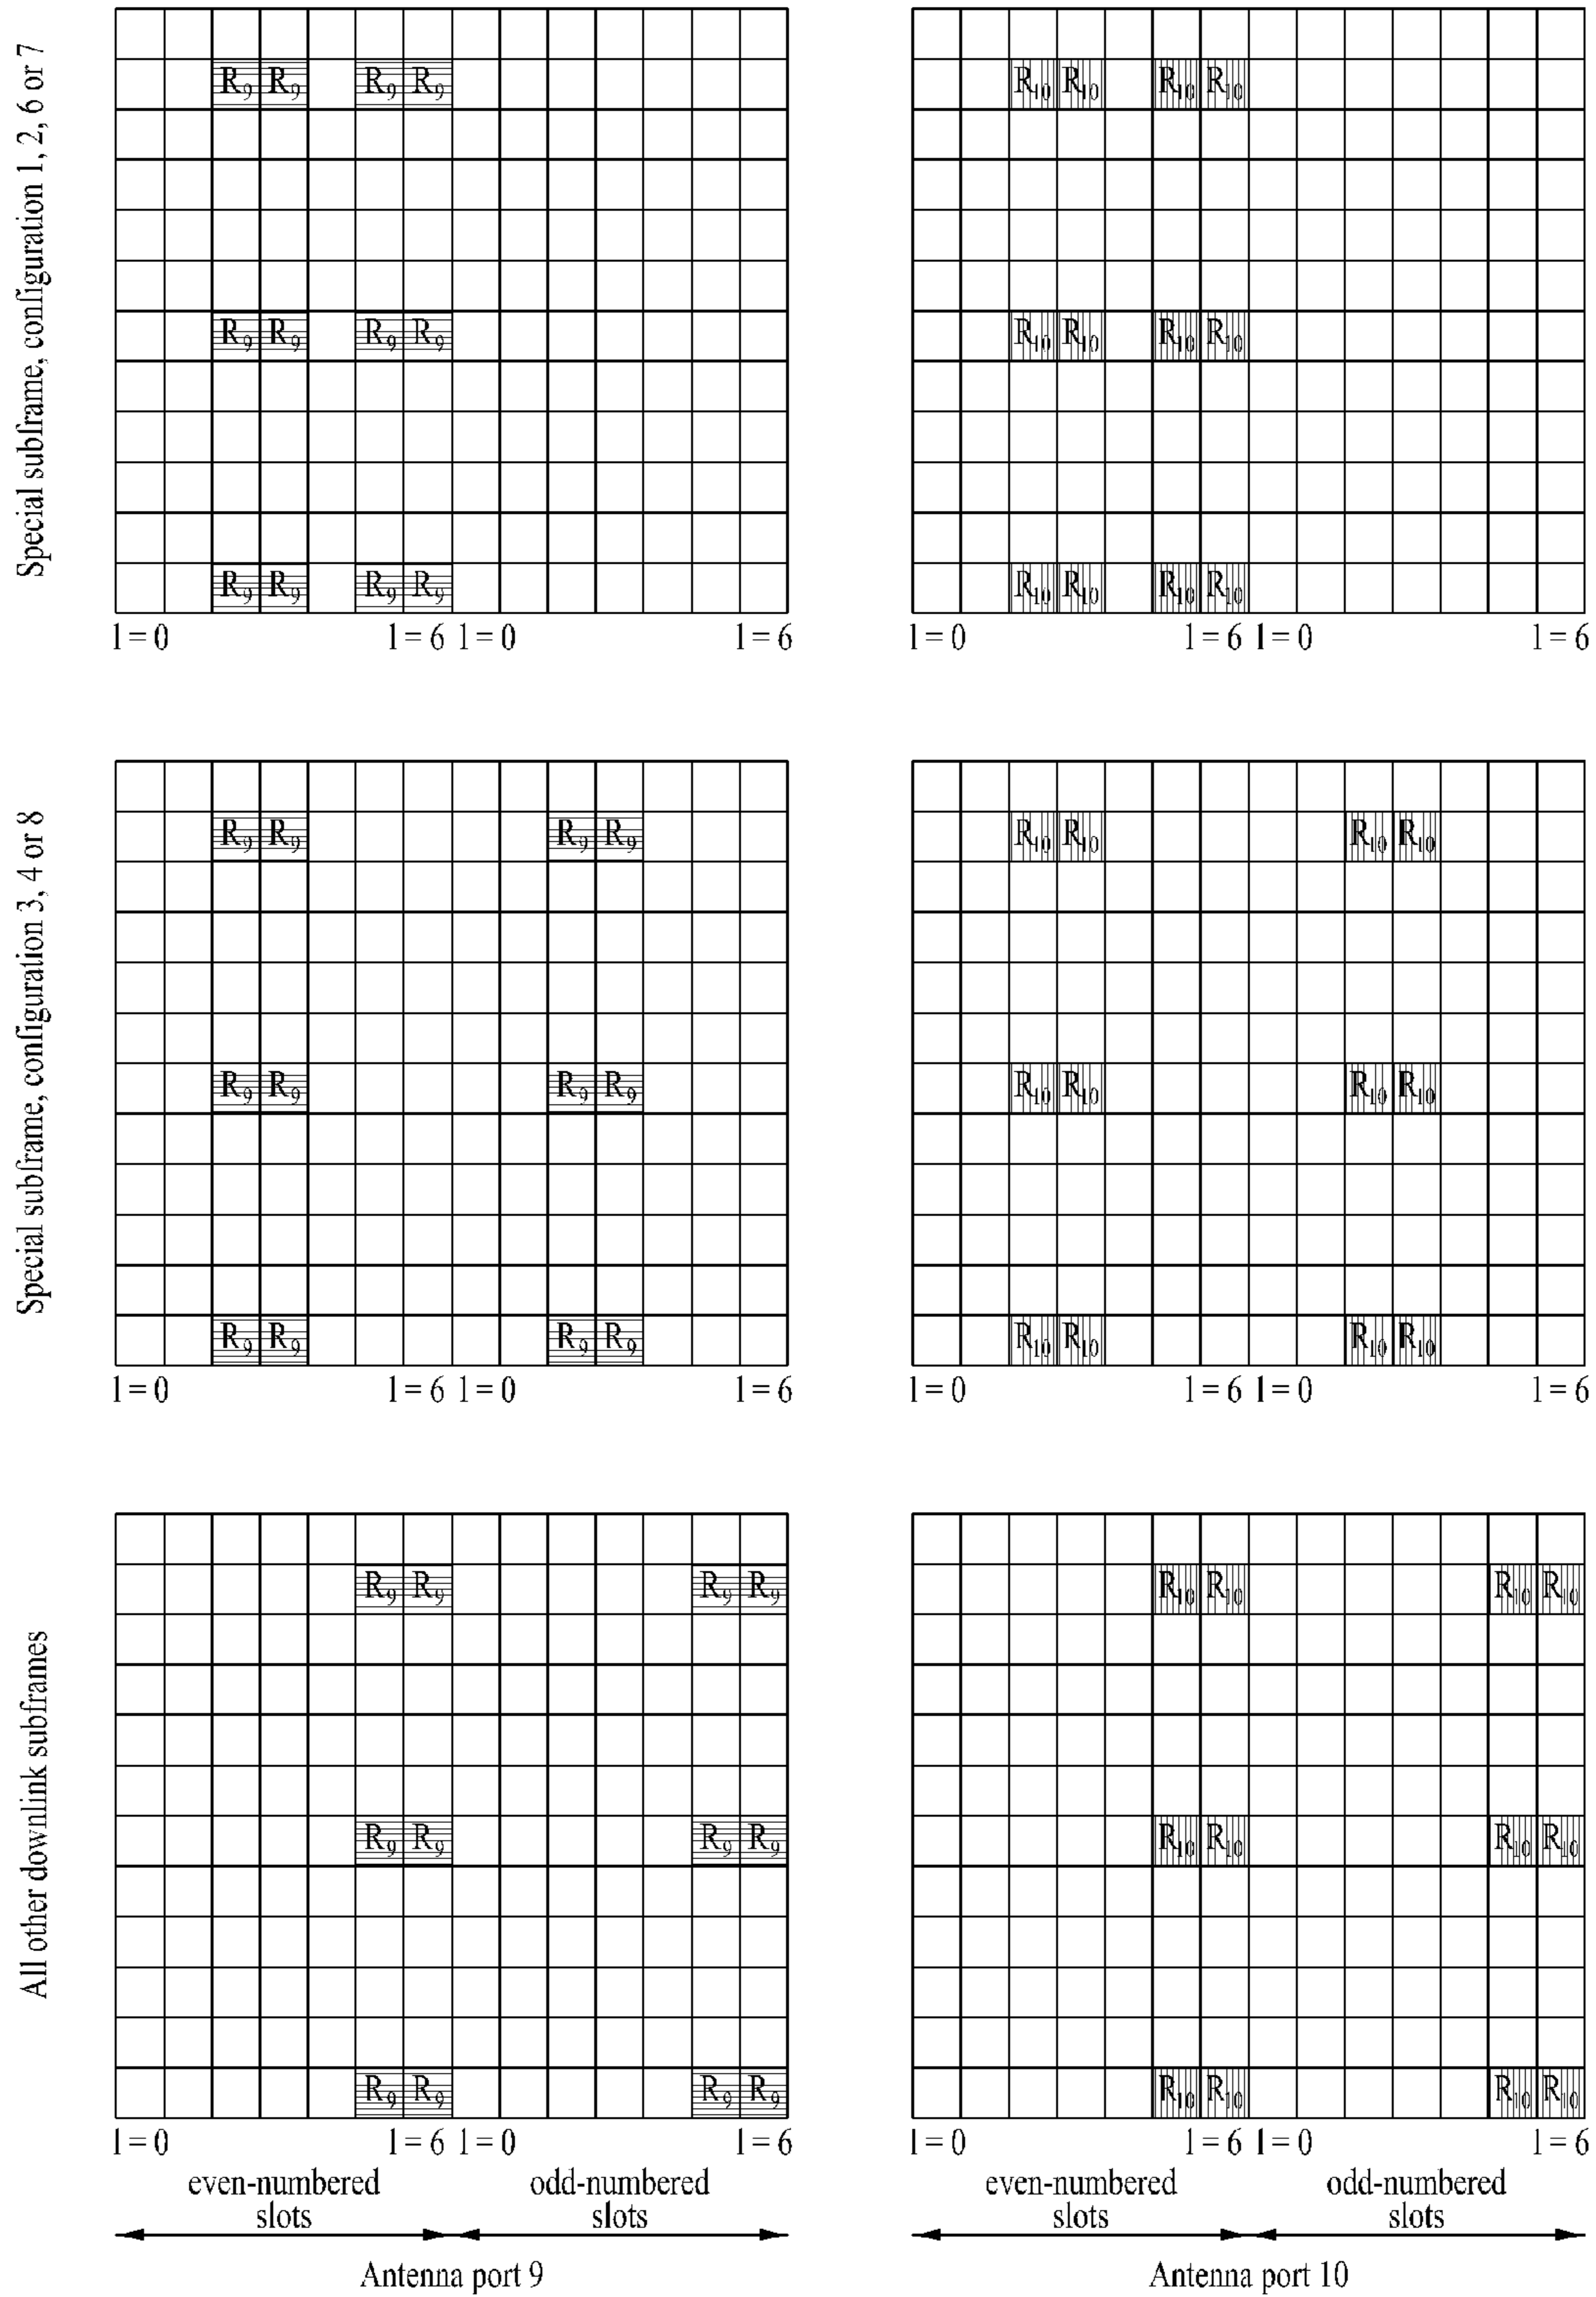 Special subframe, configuration 1, 2, 6 or 7
R9 R9 R9 R9 R10 R10 R10 R10
R9 R9 R9 R9 R10 R10 R10 R10
R9 R9 R9 R9 R10 R10 R10 R10
l = 0 l = 6 l = 0 l = 6 l = 0 l = 6 l = 0 l = 6
Special subframe, configuration 3, 4 or 8
R9 R9 R9 R9 R10 R10 R10 R10
R9 R9 R9 R9 R10 R10 R10 R10
R9 R9 R9 R9 R10 R10 R10 R10
l = 0 l = 6 l = 0 l = 6 l = 0 l = 6 l = 0 l = 6
All other downlink subframes
R9 R9 R9 R9 R10 R10 R10 R10
R9 R9 R9 R9 R10 R10 R10 R10
R9 R9 R9 R9 R10 R10 R10 R10
l = 0 l = 6 l = 0 l = 6 l = 0 l = 6 l = 0 l = 6
even-numbered odd-numbered even-numbered odd-numbered
slots slots slots slots
Antenna port 9 Antenna port 10